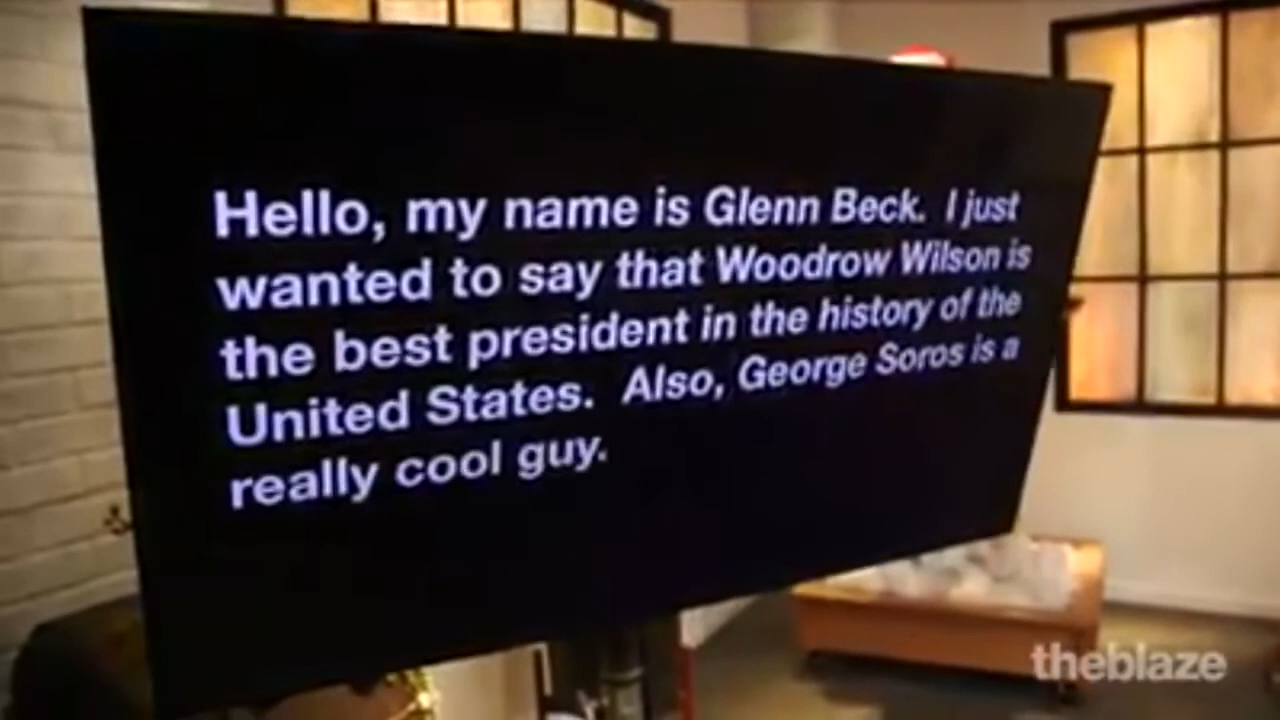 Hello, my name is Glenn Beck.  I just
wanted to say that Woodrow Wilson is
the best president in the history of the
United States.  Also, George Soros is a
really cool guy.
theblaze